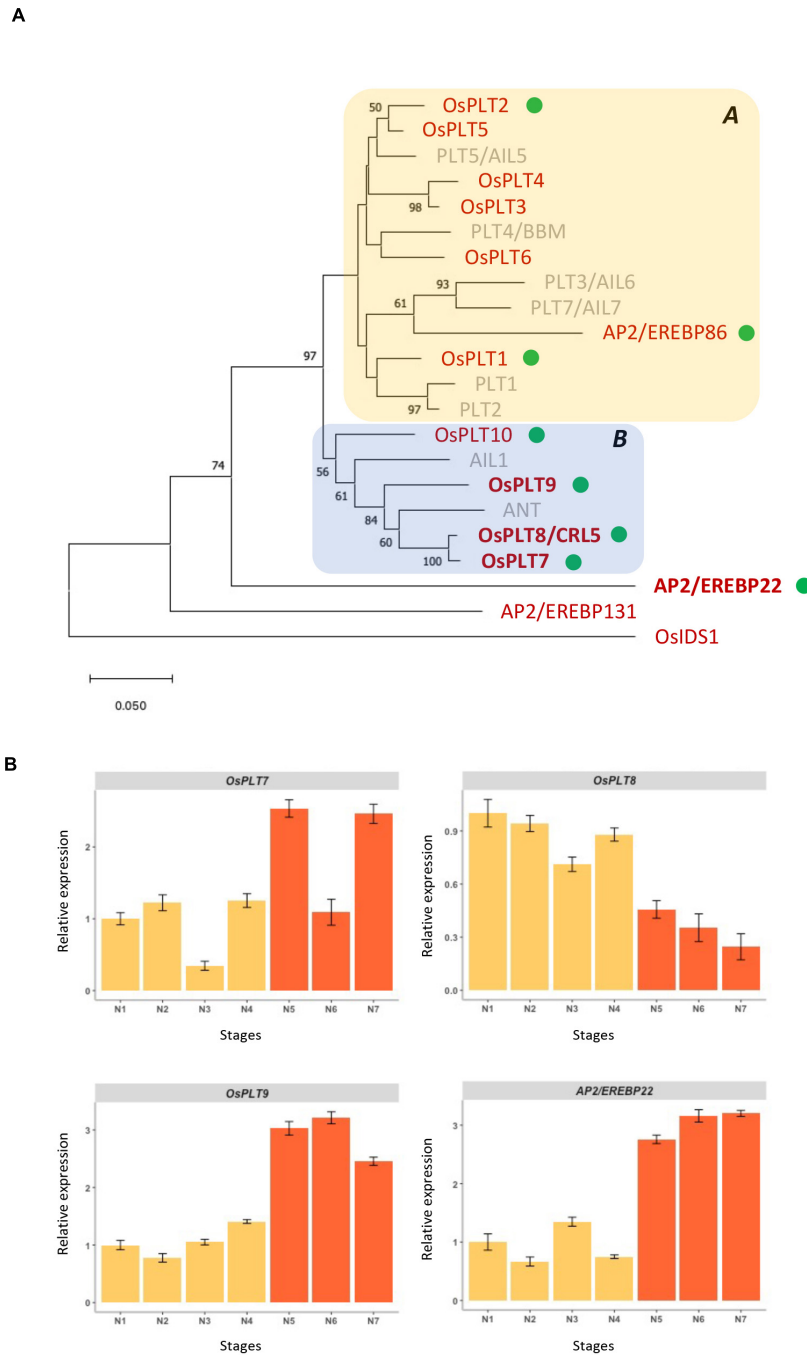 A
50
OsPLT2
A
OsPLT5
PLT5/AIL5
OsPLT4
98
OsPLT3
PLT4/BBM
OsPLT6
93
PLT3/AIL6
61
PLT7/AIL7
AP2/EREBP86
97
OsPLT1
PLT1
97
PLT2
OsPLT10
B
56
AIL1
74
61
OsPLT9
84
ANT
60
OsPLT8/CRL5
100
OsPLT7
AP2/EREBP22
AP2/EREBP131
OsIDS1
0.050
B
OsPLT7
Relative expression
2
1
0
N1 N2 N3 N4 N5 N6 N7
Stages
OsPLT8
Relative expression
0.9
0.6
0.3
0.0
N1 N2 N3 N4 N5 N6 N7
Stages
OsPLT9
Relative expression
3
2
1
0
N1 N2 N3 N4 N5 N6 N7
Stages
AP2/EREBP22
Relative expression
3
2
1
0
N1 N2 N3 N4 N5 N6 N7
Stages